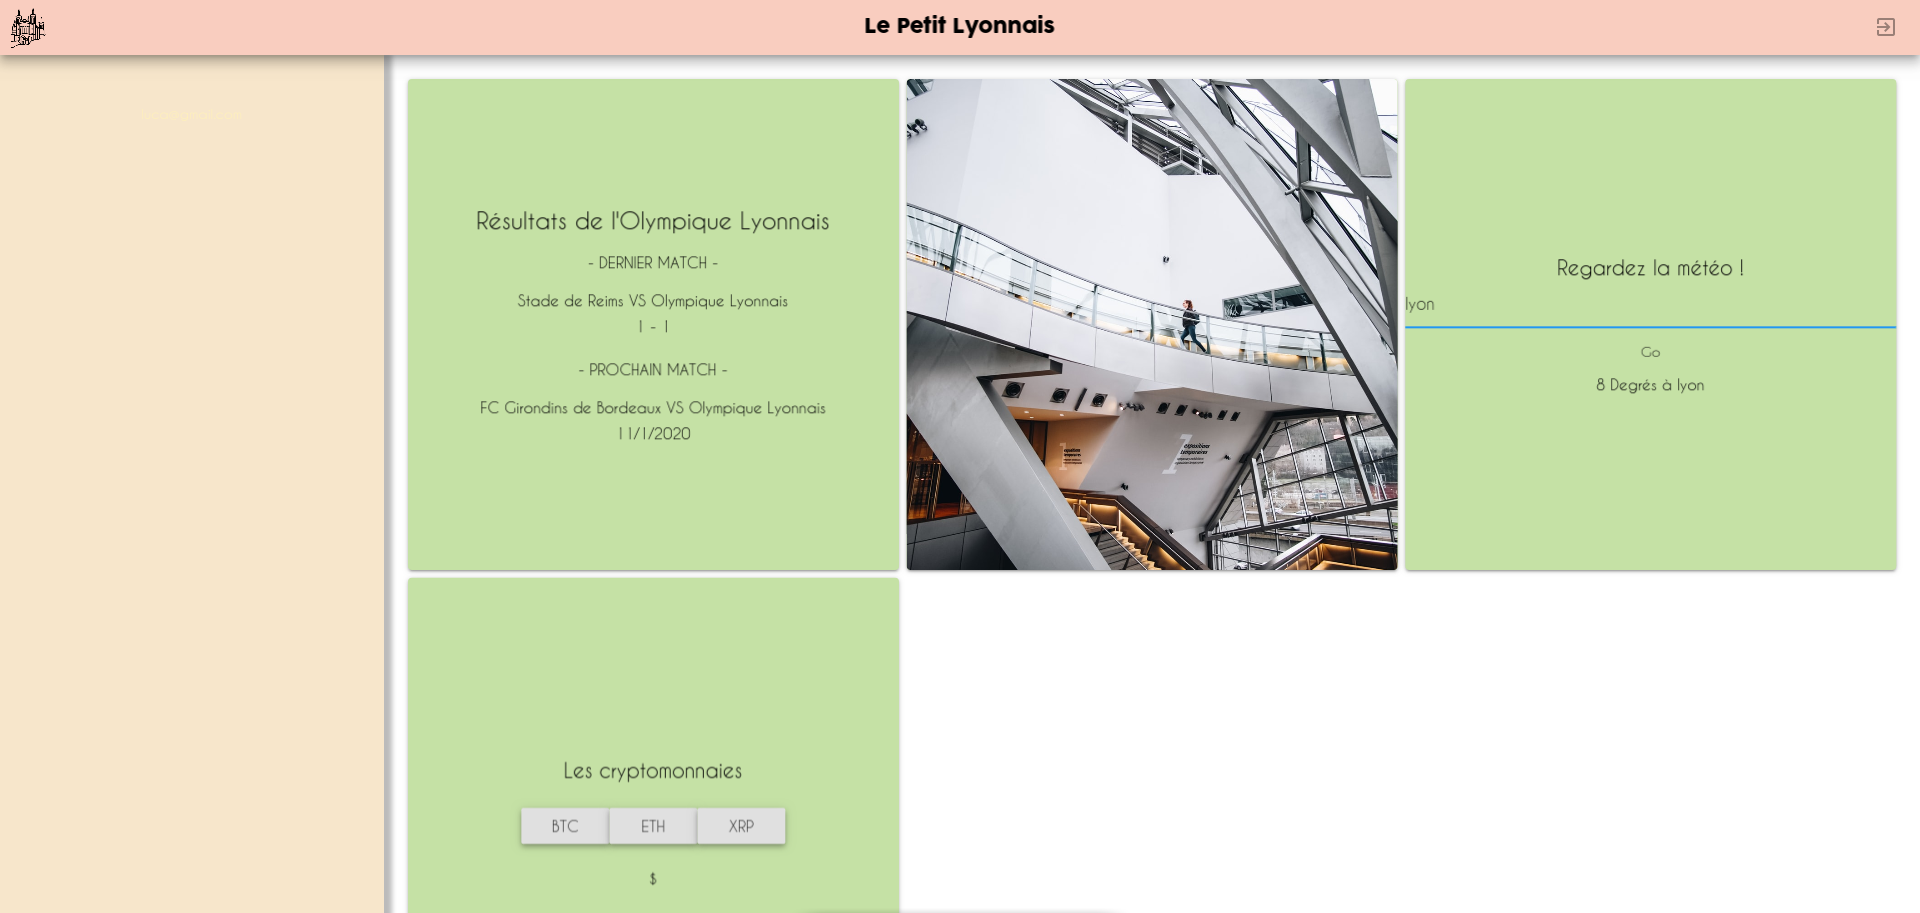 Le Petit Lyonnais
Résultats de l'Olympique Lyonnais
- DERNIER MATCH -
Stade de Reims VS Olympique Lyonnais
1 - 1
- PROCHAIN MATCH -
FC Girondins de Bordeaux VS Olympique Lyonnais
11/1/2020
expositions
temporaires
Regardez la météo !
lyon
Go
8 Degrés à lyon
Les cryptomonnaies
BTC
ETH
XRP
$